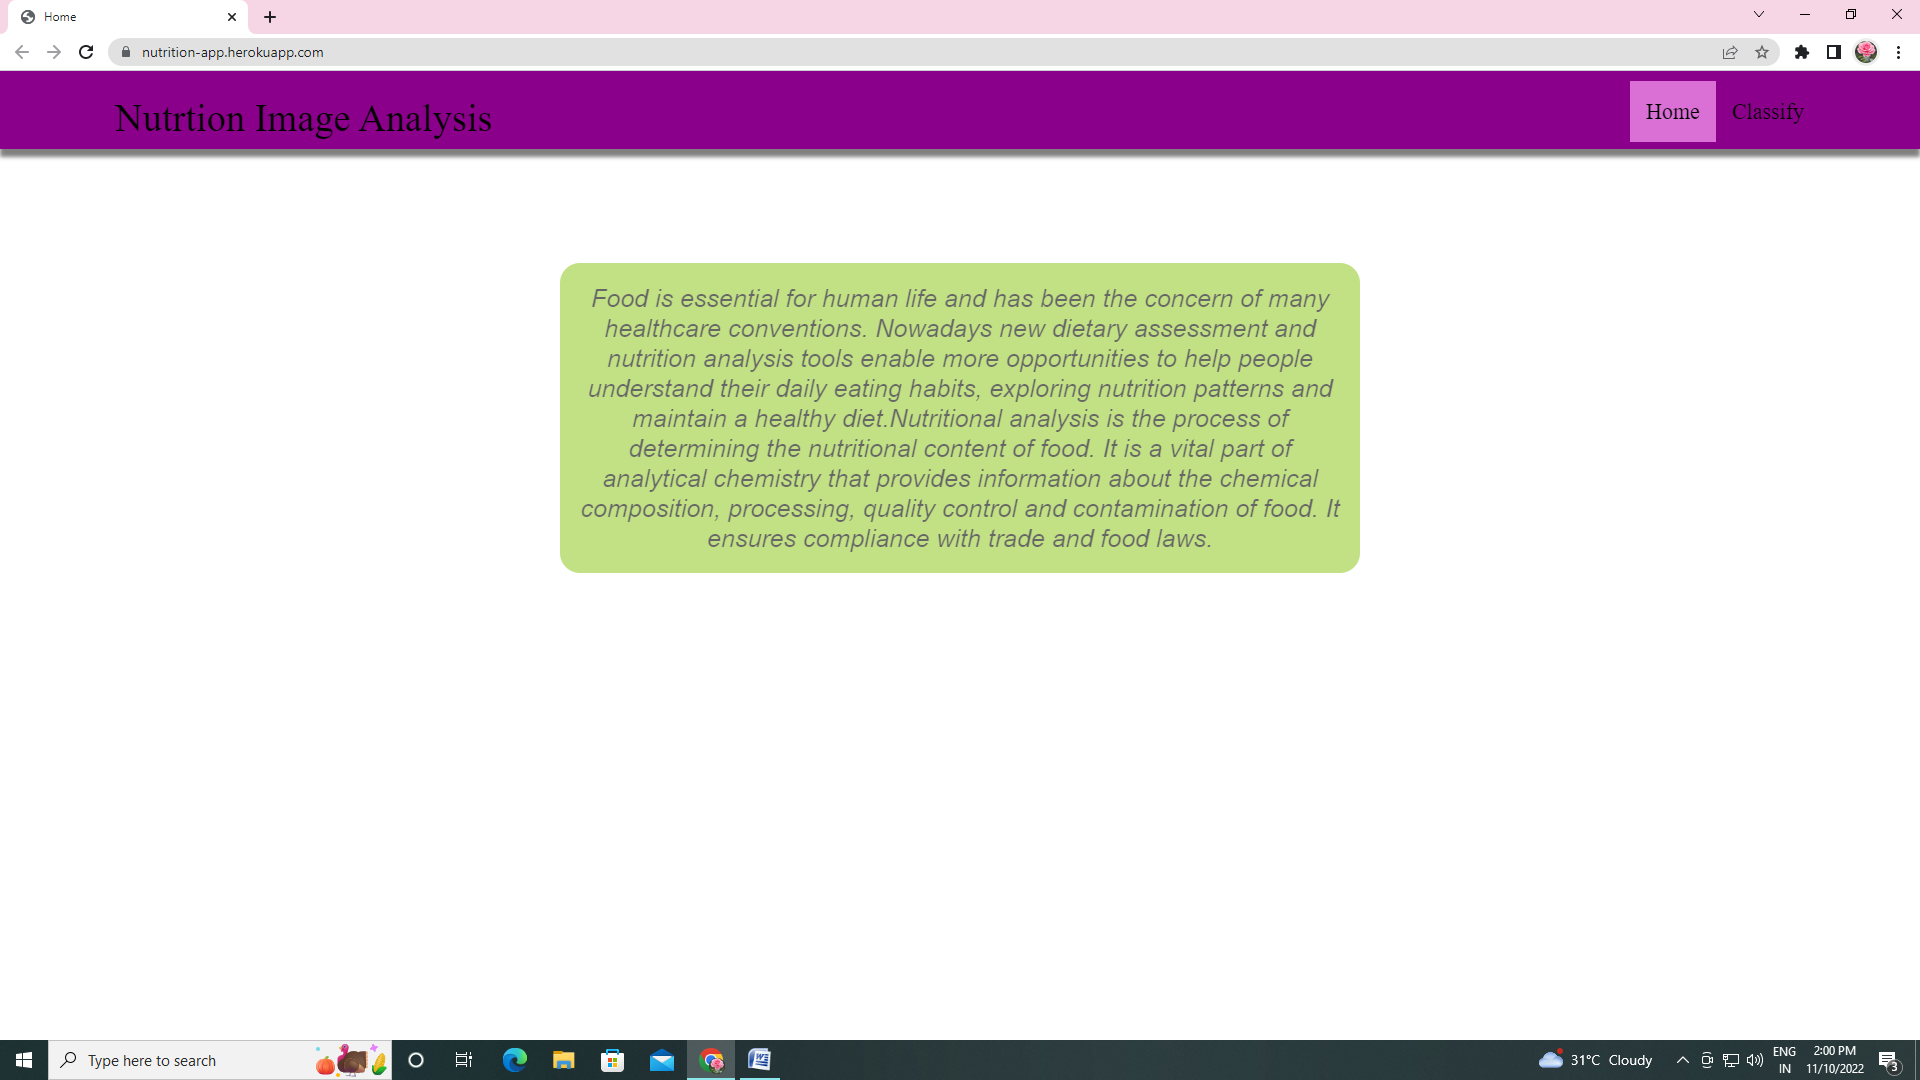 Home
nutrition-app.herokuapp.com
Nutrtion Image Analysis
Home
Classify
Food is essential for human life and has been the concern of many
healthcare conventions. Nowadays new dietary assessment and
nutrition analysis tools enable more opportunities to help people
understand their daily eating habits, exploring nutrition patterns and
maintain a healthy diet.Nutritional analysis is the process of
determining the nutritional content of food. It is a vital part of
analytical chemistry that provides information about the chemical
composition, processing, quality control and contamination of food. It
ensures compliance with trade and food laws.
Type here to search
31°C Cloudy
ENG
IN
2:00 PM
11/10/2022
3